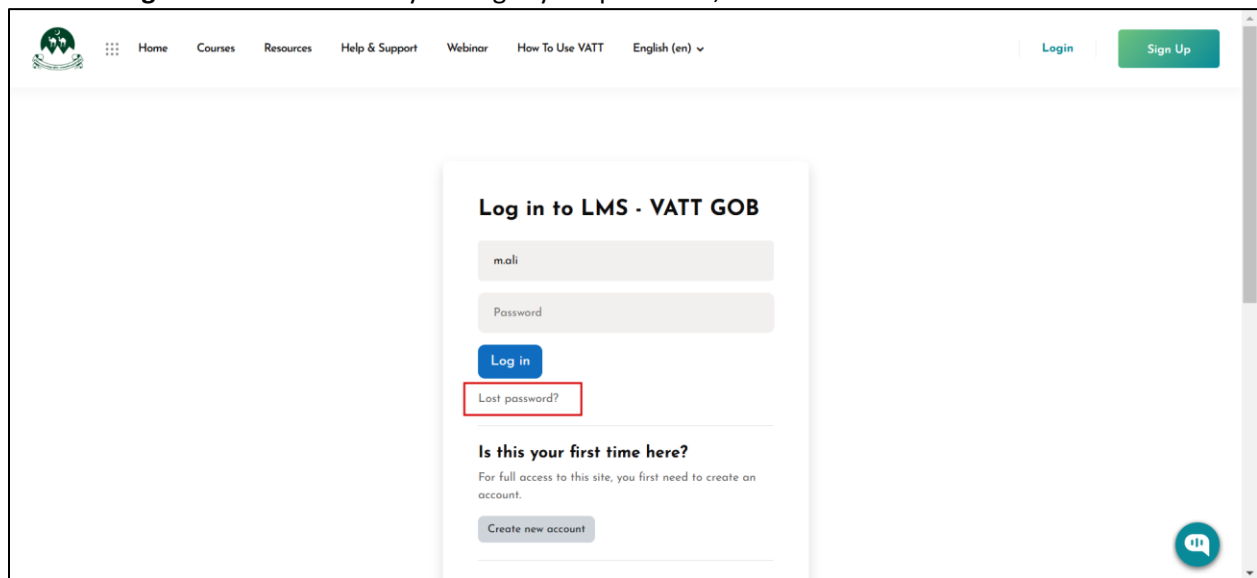 Home Courses Resources Help & Support Webinar How To Use VATT English (en) Login Sign Up
Log in to LMS - VATT GOB
m.ali
Password
Log in
Lost password?
Is this your first time here?
For full access to this site, you first need to create an
account.
Create new account